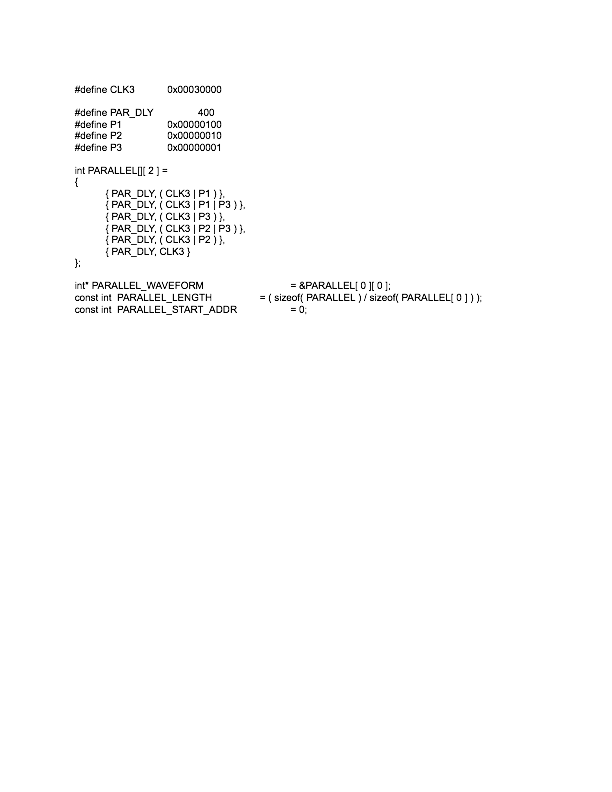 #define CLK3 0x00030000
#define PAR_DLY 400
#define P1 0x00000100
#define P2 0x00000010
#define P3 0x00000001
int PARALLEL[][ 2 ] =
{
{ PAR_DLY, ( CLK3 | P1 ) },
{ PAR_DLY, ( CLK3 | P1 | P3 ) },
{ PAR_DLY, ( CLK3 | P3 ) },
{ PAR_DLY, ( CLK3 | P2 | P3 ) },
{ PAR_DLY, ( CLK3 | P2 ) },
{ PAR_DLY, CLK3 }
};
int* PARALLEL_WAVEFORM = &PARALLEL[ 0 ][ 0 ];
const int PARALLEL_LENGTH = ( sizeof( PARALLEL ) / sizeof( PARALLEL[ 0 ] ) );
const int PARALLEL_START_ADDR = 0;